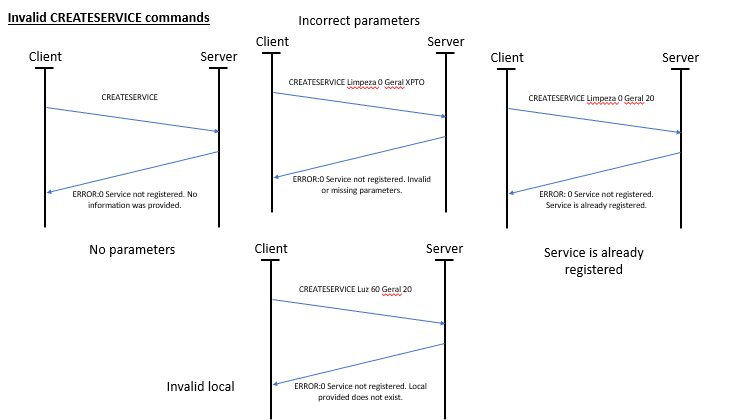 Invalid CREATESERVICE commands
Incorrect parameters
Client
Server
CREATESERVICE
ERROR:0 Service not registered. No
information was provided.
No parameters
Client
Server
CREATESERVICE Limpeza 0 Geral XPTO
ERROR:0 Service not registered. Invalid
or missing parameters.
Client
Server
CREATESERVICE Limpeza 0 Geral 20
ERROR: 0 Service not registered.
Service is already registered.
Service is already
registered
Client
Server
CREATESERVICE Luz 60 Geral 20
ERROR:0 Service not registered. Local
provided does not exist.
Invalid local